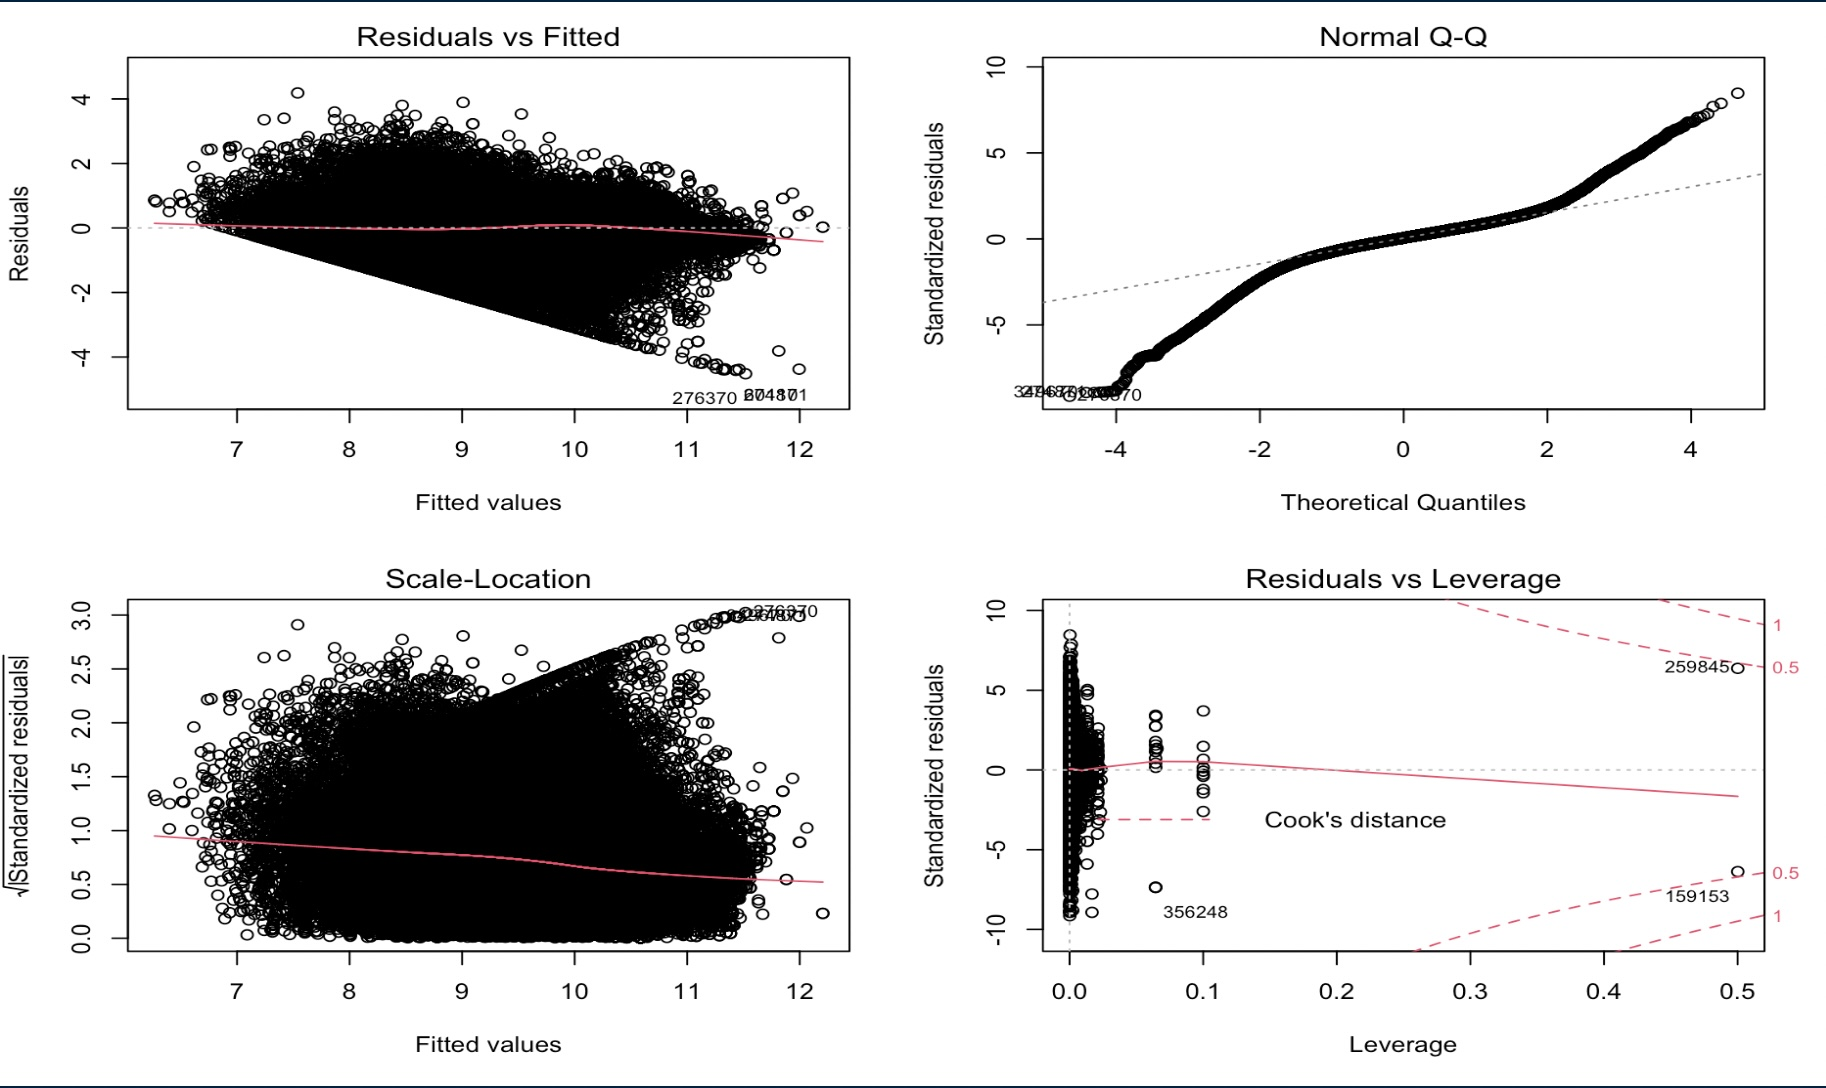 Residuals vs Fitted
Residuals
4
2
0
-2
-4
276370
7 8 9 10 11 12
Fitted values
Normal Q-Q
Standardized residuals
10
5
0
-5
-4 -2 0 2 4
Theoretical Quantiles
Scale-Location
√|Standardized residuals|
3.0
2.5
2.0
1.5
1.0
0.5
0.0
276370
7 8 9 10 11 12
Fitted values
Residuals vs Leverage
Standardized residuals
10
5
0
-5
-10
1
0.5
259845
Cook's distance
0.5
159153
356248
1
0.0 0.1 0.2 0.3 0.4 0.5
Leverage